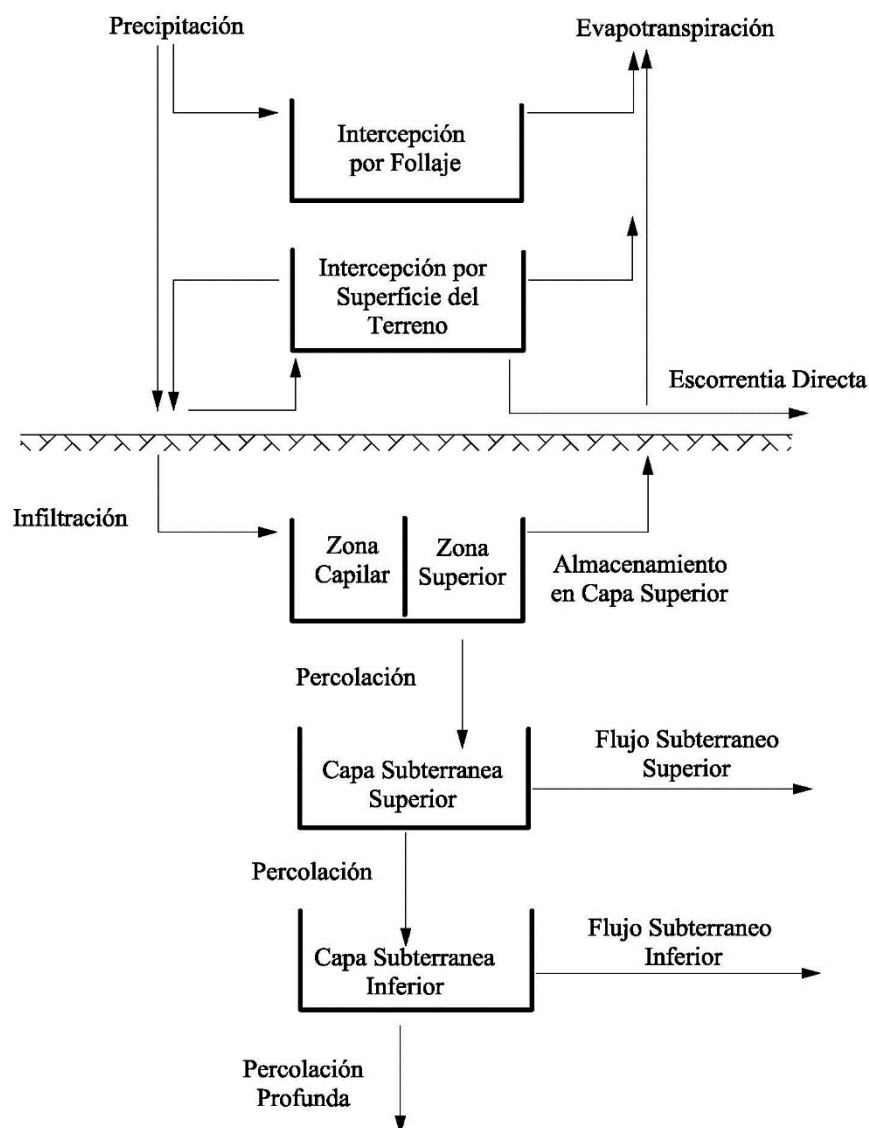 Precipitación
Evapotranspiración
Intercepción
por Follaje
Intercepción por
Superficie del
Terreno
Escorrentia Directa
Infiltración
Zona
Capilar
Zona
Superior
Almacenamiento
en Capa Superior
Percolación
Capa Subterranea
Superior
Flujo Subterraneo
Superior
Percolación
Capa Subterranea
Inferior
Flujo Subterraneo
Inferior
Percolación
Profunda